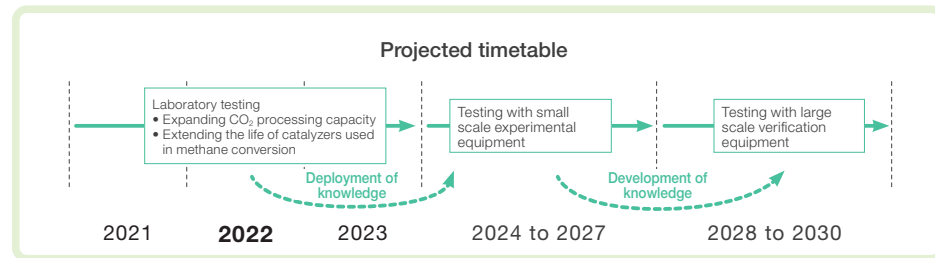 Projected timetable
Laboratory testing
• Expanding CO₂ processing capacity
• Extending the life of catalyzers used
in methane conversion
Testing with small
scale experimental
equipment
Testing with large
scale verification
equipment
Deployment of
knowledge
Development of
knowledge
2021
2022
2023
2024 to 2027
2028 to 2030